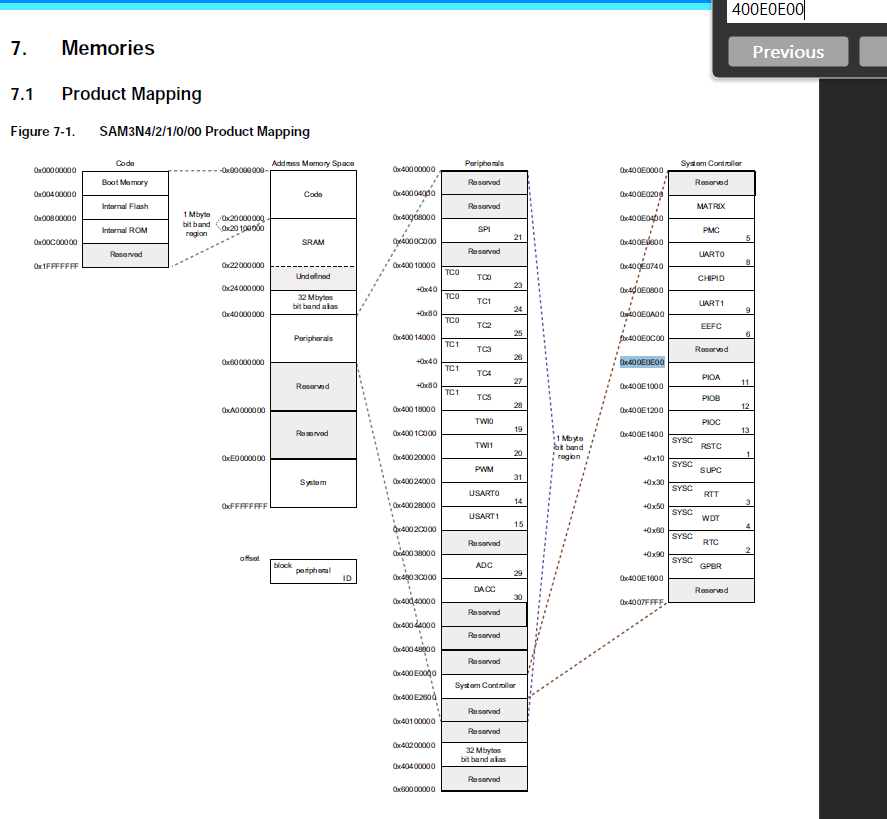 400E0E00
Previous
7. Memories
7.1 Product Mapping
Figure 7-1. SAM3N4/2/1/0/00 Product Mapping
Code
0x00000000
Boot Memory
0x00400000
Internal Flash
0x00800000
Internal ROM
0x00C00000
Reserved
0x1FFFFFFF
1 Mbyte
bit band
region
Address Memory Space
0x00000000
Code
0x20000000
0x20100000
SRAM
0x22000000
Undefined
0x24000000
32 Mbytes
bit band alias
0x40000000
Peripherals
0x60000000
Reserved
0xA0000000
Reserved
0xE0000000
System
0xFFFFFFFF
offset
block
peripheral
ID
Peripherals
0x40000000
Reserved
0x40004000
Reserved
0x40008000
SPI
21
0x4000C000
Reserved
0x40010000
TC0
TC0
23
+0x40
TC0
TC1
24
+0x80
TC0
TC2
25
0x40014000
TC1
TC3
26
+0x40
TC1
TC4
27
+0x80
TC1
TC5
28
0x40018000
TWI0
19
0x4001C000
TWI1
20
0x40020000
PWM
31
0x40024000
USART0
14
0x40028000
USART1
15
0x4002C000
Reserved
0x40038000
ADC
29
0x4003C000
DACC
30
0x40040000
Reserved
0x40044000
Reserved
0x40048000
Reserved
0x400E0000
System Controller
0x400E2600
Reserved
0x40100000
Reserved
0x40200000
32 Mbytes
bit band alias
0x40400000
Reserved
0x60000000
1 Mbyte
bit band
region
System Controller
0x400E0000
Reserved
0x400E0200
MATRIX
0x400E0400
PMC
5
0x400E0600
UART0
8
0x400E0740
CHIPID
0x400E0800
UART1
9
0x400E0A00
EEFC
6
0x400E0C00
Reserved
0x400E0E00
PIOA
11
0x400E1000
PIOB
12
0x400E1200
PIOC
13
0x400E1400
SYSC
RSTC
1
+0x10
SYSC
SUPC
+0x30
SYSC
RTT
3
+0x50
SYSC
WDT
4
+0x60
SYSC
RTC
2
+0x90
SYSC
GPBR
0x400E1600
Reserved
0x4007FFFF